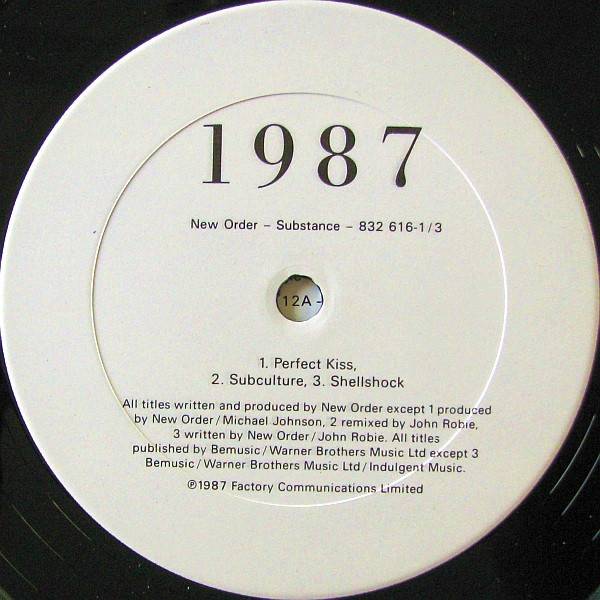 1987
New Order – Substance – 832 616-1/3
12A -
1. Perfect Kiss,
2. Subculture, 3. Shellshock
All titles written and produced by New Order except 1 produced
by New Order/Michael Johnson, 2 remixed by John Robie,
3 written by New Order/John Robie. All titles
published by Bemusic/Warner Brothers Music Ltd except 3
Bemusic/Warner Brothers Music Ltd/Indulgent Music.
℗1987 Factory Communications Limited